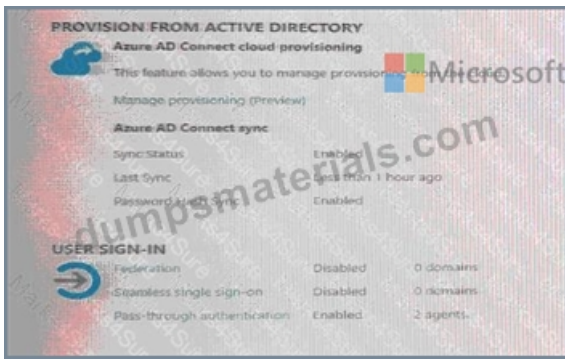 PROVISION FROM ACTIVE DIRECTORY
Azure AD Connect cloud provisioning
This feature allows you to manage provisioning from the cloud.
Microsoft
Manage provisioning (Preview)
Azure AD Connect sync
Sync Status Enabled
Last Sync Less than 1 hour ago
Password Hash Sync Enabled
dumpsmaterials.com
USER SIGN-IN
Federation Disabled 0 domains
Seamless single sign-on Disabled 0 domains
Pass-through authentication Enabled 2 agents